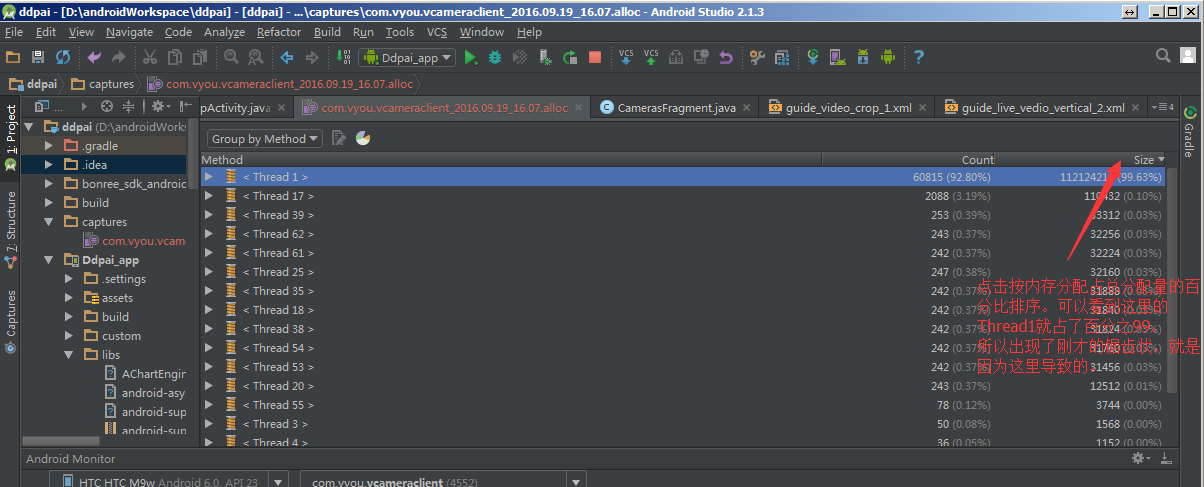 ddpai - [D:\androidWorkspace\ddpai] - [ddpai] - ...\captures\com.vyou.vcameraclient_2016.09.19_16.07.alloc - Android Studio 2.1.3
File Edit View Navigate Code Analyze Refactor Build Run Tools VCS Window Help
Ddpai_app VCS VCS ?
ddpai captures com.vyou.vcameraclient_2016.09.19_16.07.alloc
... pActivity.java com.vyou.vcameraclient_2016.09.19_16.07.alloc CamerasFragment.java guide_video_crop_1.xml guide_live_vedio_vertical_2.xml 4
1: Project
7: Structure
Captures
Gradle
ddpai (D:\androidWorks
.gradle
.idea
bonree_sdk_android
build
captures
com.vyou.vcam
Ddpai_app
.settings
assets
build
custom
libs
AChartEngin
android-asy
android-sup
android-sup
Group by Method
Method Count Size
< Thread 1 > 60815 (92.80%) (99.63%)
< Thread 17 > 2088 (3.19%) (0.10%)
< Thread 39 > 253 (0.39%) 33312 (0.03%)
< Thread 62 > 243 (0.37%) 32256 (0.03%)
< Thread 61 > 242 (0.37%) 32224 (0.03%)
< Thread 25 > 247 (0.38%) 32160 (0.03%)
< Thread 35 > 242 (0.37%) 31888 (0.03%)
< Thread 18 > 242 (0.37%) 31840 (0.03%)
< Thread 38 > 242 (0.37%) 31824 (0.03%)
< Thread 54 > 242 (0.37%) 31760 (0.03%)
< Thread 53 > 242 (0.37%) 31456 (0.03%)
< Thread 20 > 243 (0.37%) 12512 (0.01%)
< Thread 55 > 78 (0.12%) 3744 (0.00%)
< Thread 3 > 50 (0.08%) 1568 (0.00%)
< Thread 4 > 36 (0.05%) 1152 (0.00%)
点击按内存分配上总分配量的百
分比排序。可以看到这里的
Thread1就占了百分之99。
所以出现了刚才的锯齿状，就是
因为这里导致的
Android Monitor
HTC HTC M9w Android 6.0, API 23 com.vyou.vcameraclient (4552)